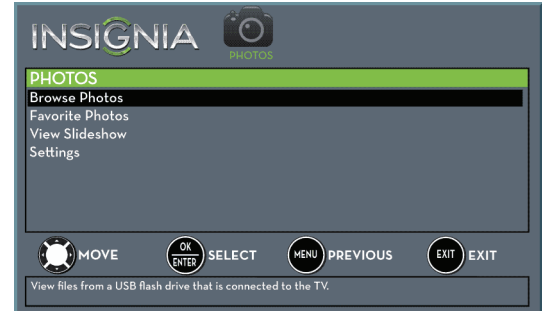 INSIGNIA
PHOTOS
PHOTOS
Browse Photos
Favorite Photos
View Slideshow
Settings
MOVE
OK
ENTER
SELECT
MENU
PREVIOUS
EXIT
EXIT
View files from a USB flash drive that is connected to the TV.